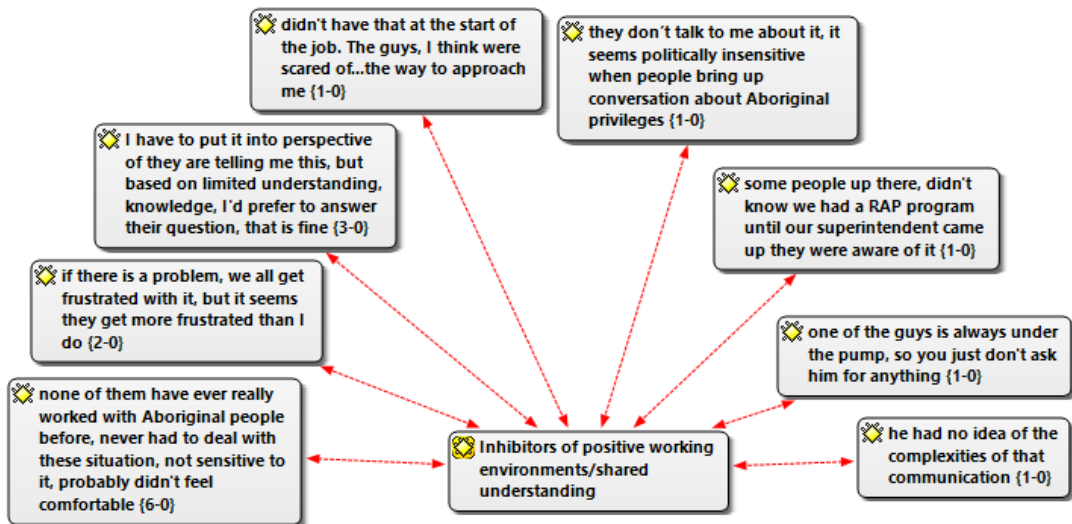 didn't have that at the start of
the job. The guys, I think were
scared of...the way to approach
me {1-0}
they don´t talk to me about it, it
seems politically insensitive
when people bring up
conversation about Aboriginal
privileges {1-0}
I have to put it into perspective
of they are telling me this, but
based on limited understanding,
knowledge, I'd prefer to answer
their question, that is fine {3-0}
some people up there, didn't
know we had a RAP program
until our superintendent came
up they were aware of it {1-0}
if there is a problem, we all get
frustrated with it, but it seems
they get more frustrated than I
do {2-0}
one of the guys is always under
the pump, so you just don't ask
him for anything {1-0}
none of them have ever really
worked with Aboriginal people
before, never had to deal with
these situation, not sensitive to
it, probably didn't feel
comfortable {6-0}
Inhibitors of positive working
environments/shared
understanding
he had no idea of the
complexities of that
communication {1-0}